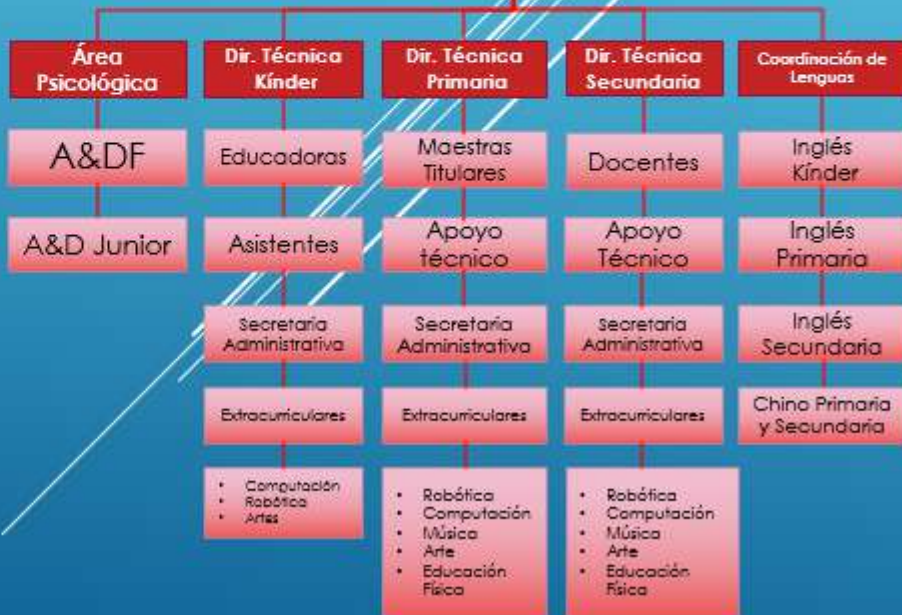 Área
Psicológica
A&DF
A&D Junior
Dir. Técnica
Kínder
Educadoras
Asistentes
Secretaria
Administrativa
Extracurriculares
• Computación
• Robótica
• Artes
Dir. Técnica
Primaria
Maestras
Titulares
Apoyo
técnico
Secretaria
Administrativa
Extracurriculares
• Robótica
• Computación
• Música
• Arte
• Educación
Física
Dir. Técnica
Secundaria
Docentes
Apoyo
Técnico
Secretaria
Administrativa
Extracurriculares
• Robótica
• Computación
• Música
• Arte
• Educación
Física
Coordinación de
Lenguas
Inglés
Kínder
Inglés
Primaria
Inglés
Secundaria
Chino Primaria
y Secundaria